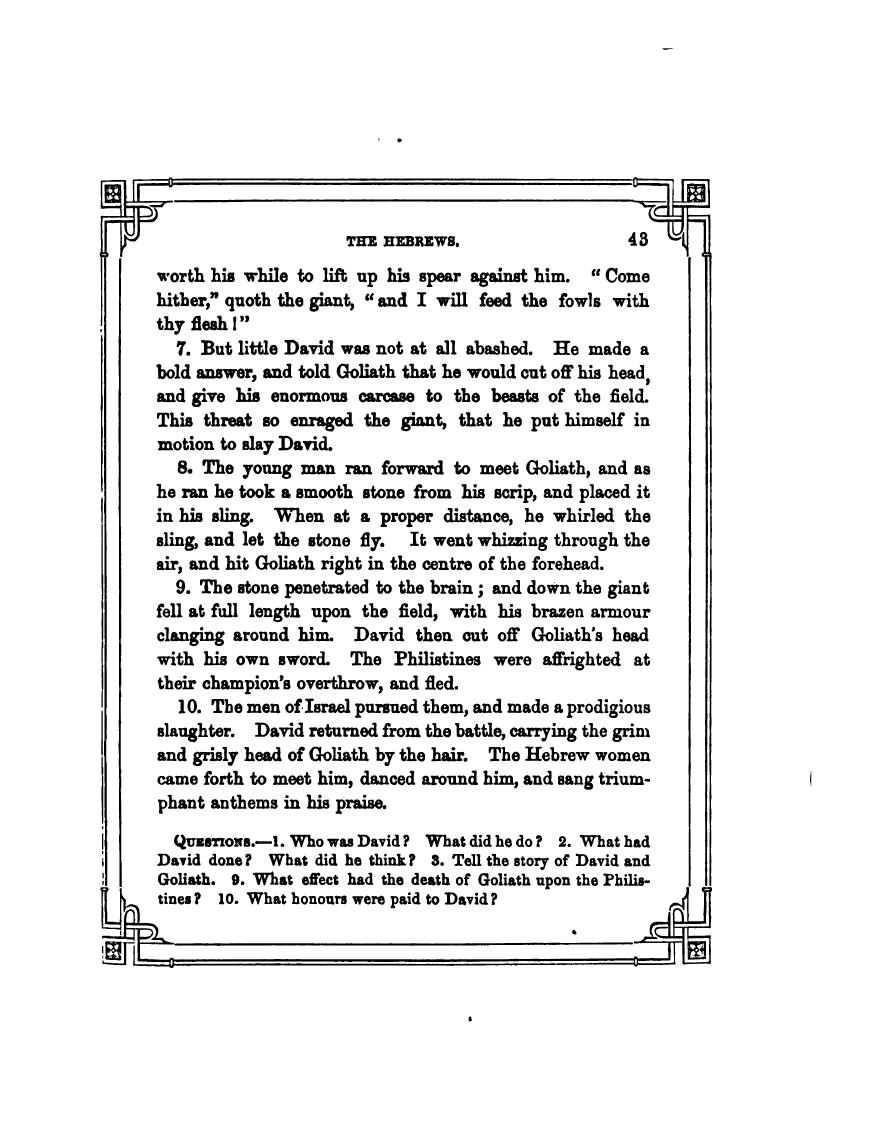 THE HEBREWS. 43
worth his while to lift up his spear against him. “Come
hither,” quoth the giant, “and I will feed the fowls with
thy flesh!”
7. But little David was not at all abashed. He made a
bold answer, and told Goliath that he would cut off his head,
and give his enormous carcase to the beasts of the field.
This threat so enraged the giant, that he put himself in
motion to slay David.
8. The young man ran forward to meet Goliath, and as
he ran he took a smooth stone from his scrip, and placed it
in his sling. When at a proper distance, he whirled the
sling, and let the stone fly. It went whizzing through the
air, and hit Goliath right in the centre of the forehead.
9. The stone penetrated to the brain; and down the giant
fell at full length upon the field, with his brazen armour
clanging around him. David then cut off Goliath's head
with his own sword. The Philistines were affrighted at
their champion's overthrow, and fled.
10. The men of Israel pursued them, and made a prodigious
slaughter. David returned from the battle, carrying the grim
and grisly head of Goliath by the hair. The Hebrew women
came forth to meet him, danced around him, and sang trium-
phant anthems in his praise.
QUESTIONS.—1. Who was David? What did he do? 2. What had
David done? What did he think? 3. Tell the story of David and
Goliath. 9. What effect had the death of Goliath upon the Philis-
tines? 10. What honours were paid to David?